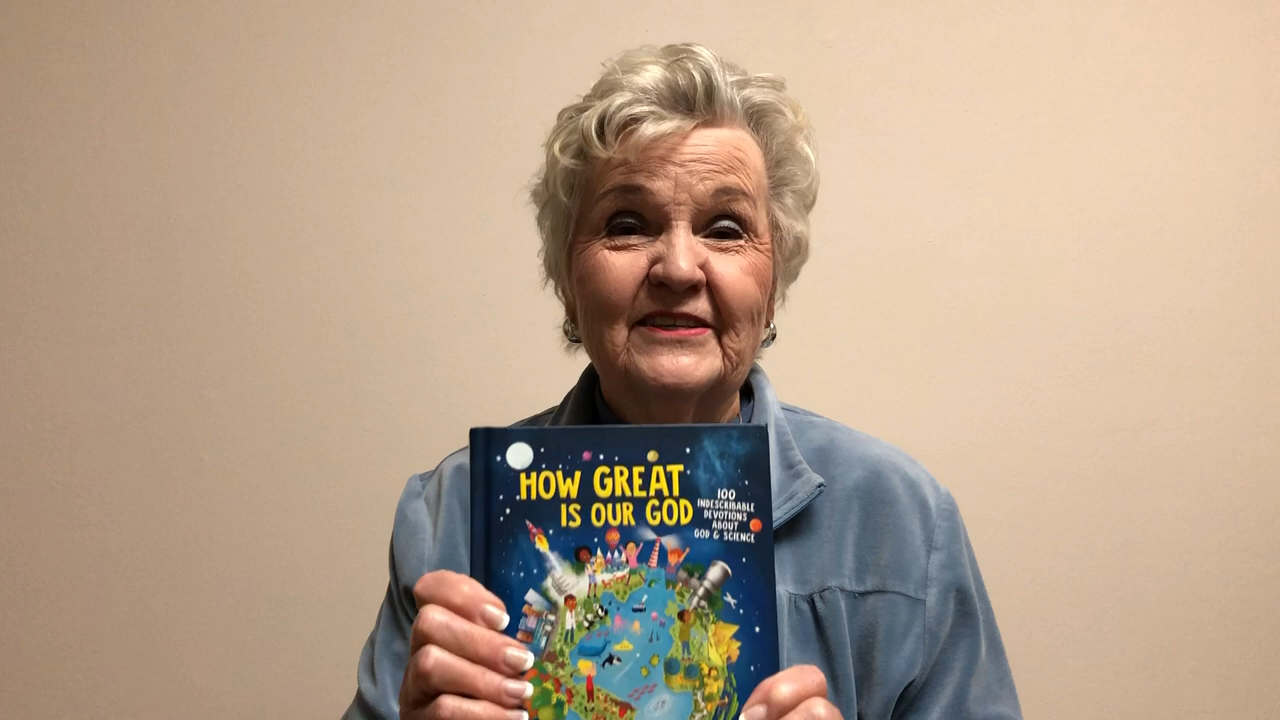 HOW GREAT
IS OUR GOD
100
INDESCRIBABLE
DEVOTIONS
ABOUT
GOD & SCIENCE